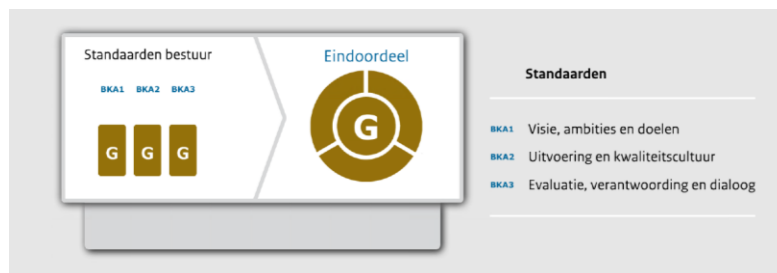 Standaarden bestuur
BKA1 BKA2 BKA3
G G G
Eindoordeel
G
Standaarden
BKA1 Visie, ambities en doelen
BKA2 Uitvoering en kwaliteitscultuur
BKA3 Evaluatie, verantwoording en dialoog